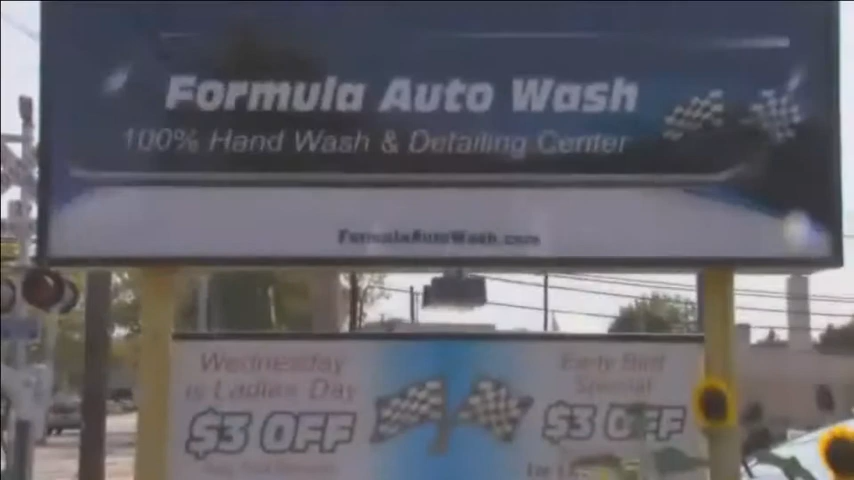 Formula Auto Wash
100% Hand Wash & Detailing Center
FormulaAutoWash.com
Wednesday
is Ladies Day
$3 OFF
Early Bird
Special
$3 OFF